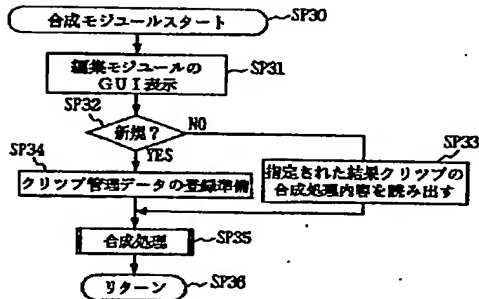 合成モジュールスタート
SP30
編集モジュールの
GUI表示
SP31
SP32
新規?
NO
YES
SP33
SP34
クリップ管理データの登録準備
指定された結果クリップの
合成処理内容を読み出す
合成処理
SP35
リターン
SP36